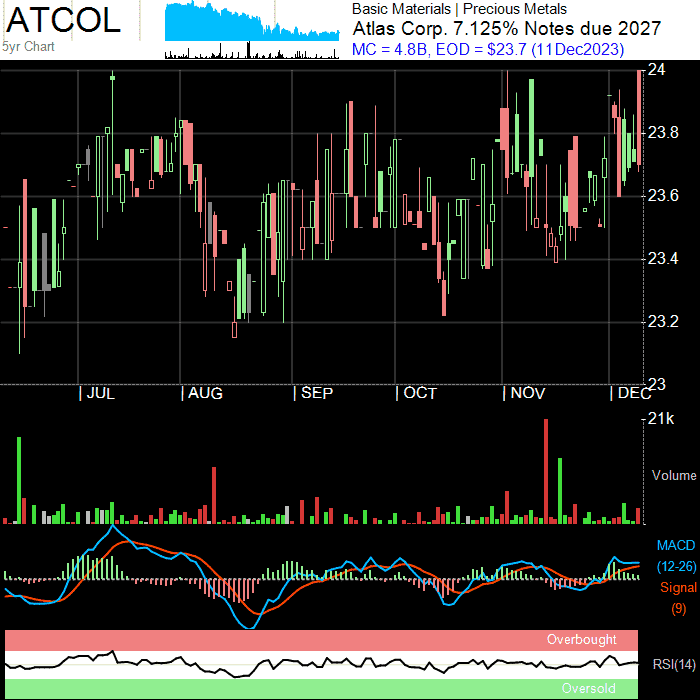 ATCOL
5yr Chart
Basic Materials | Precious Metals
Atlas Corp. 7.125% Notes due 2027
MC = 4.8B, EOD = $23.7 (11Dec2023)
24
23.8
23.6
23.4
23.2
23
| JUL | AUG | SEP | OCT | NOV | DEC
21k
Volume
MACD
(12-26)
Signal
(9)
Overbought
RSI(14)
Oversold